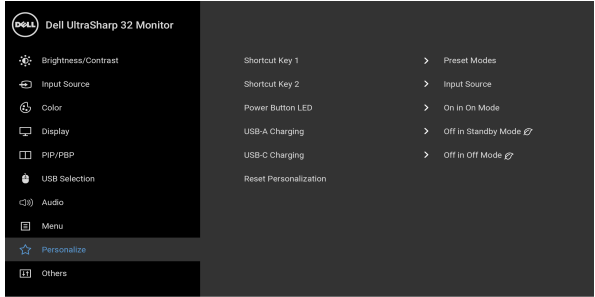 DELL Dell UltraSharp 32 Monitor
Brightness/Contrast
Input Source
Color
Display
PIP/PBP
USB Selection
Audio
Menu
Personalize
Others
Shortcut Key 1 > Preset Modes
Shortcut Key 2 > Input Source
Power Button LED > On in On Mode
USB-A Charging > Off in Standby Mode
USB-C Charging > Off in Off Mode
Reset Personalization